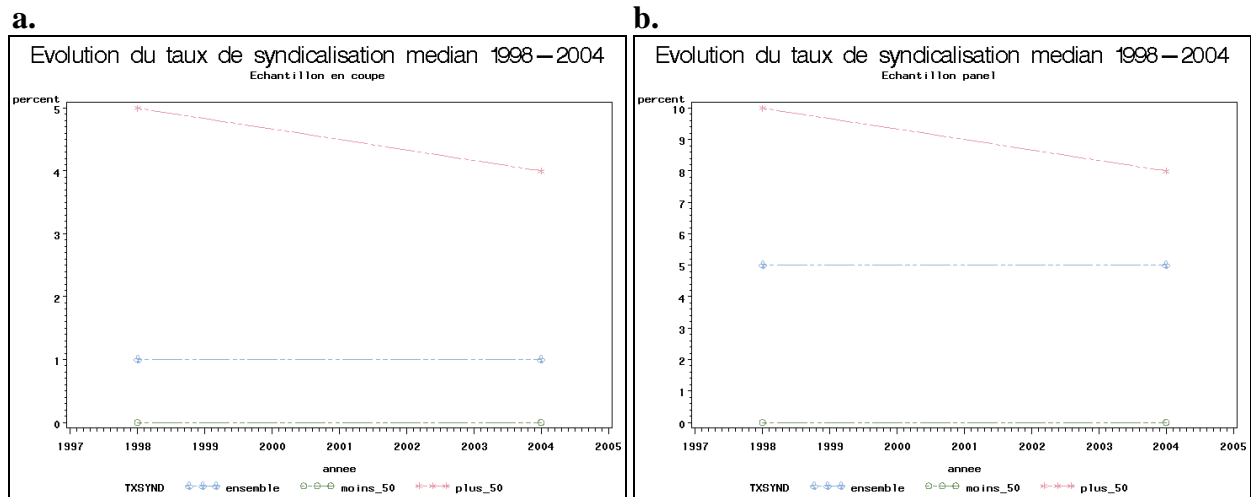 a.
Evolution du taux de syndicalisation median 1998–2004
Echantillon en coupe
percent
5
4
3
2
1
0
1997 1998 1999 2000 2001 2002 2003 2004 2005
annee
TXSYND ensemble moins_50 plus_50
b.
Evolution du taux de syndicalisation median 1998–2004
Echantillon panel
percent
10
9
8
7
6
5
4
3
2
1
0
1997 1998 1999 2000 2001 2002 2003 2004 2005
annee
TXSYND ensemble moins_50 plus_50